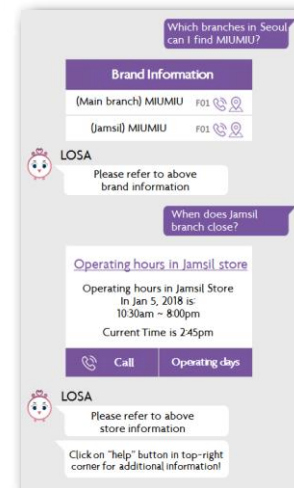 Which branches in Seoul
can I find MIUMIU?
Brand Information
(Main branch) MIUMIU F01
(Jamsil) MIUMIU F01
LOSA
Please refer to above
brand information
When does Jamsil
branch close?
Operating hours in Jamsil store
Operating hours in Jamsil Store
In Jan 5, 2018 is:
10:30am ~ 8:00pm
Current Time is 2:45pm
Call Operating days
LOSA
Please refer to above
store information
Click on "help" button in top-right
corner for additional information!